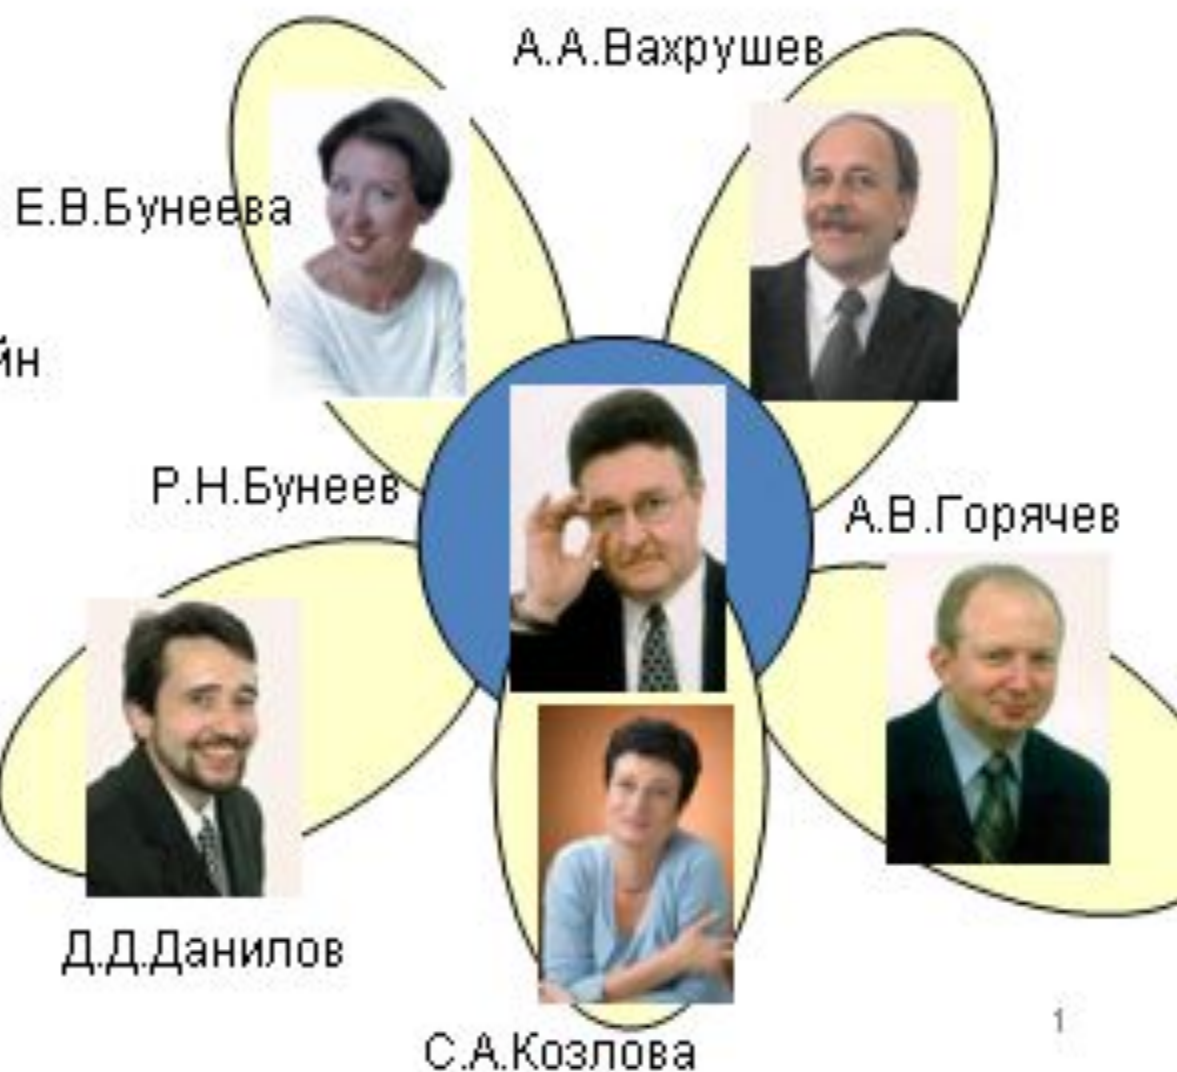 А.А.Вахрушев
Е.В.Бунеева
йн
Р.Н.Бунеев
А.В.Горячев
Д.Д.Данилов
С.А.Козлова
1